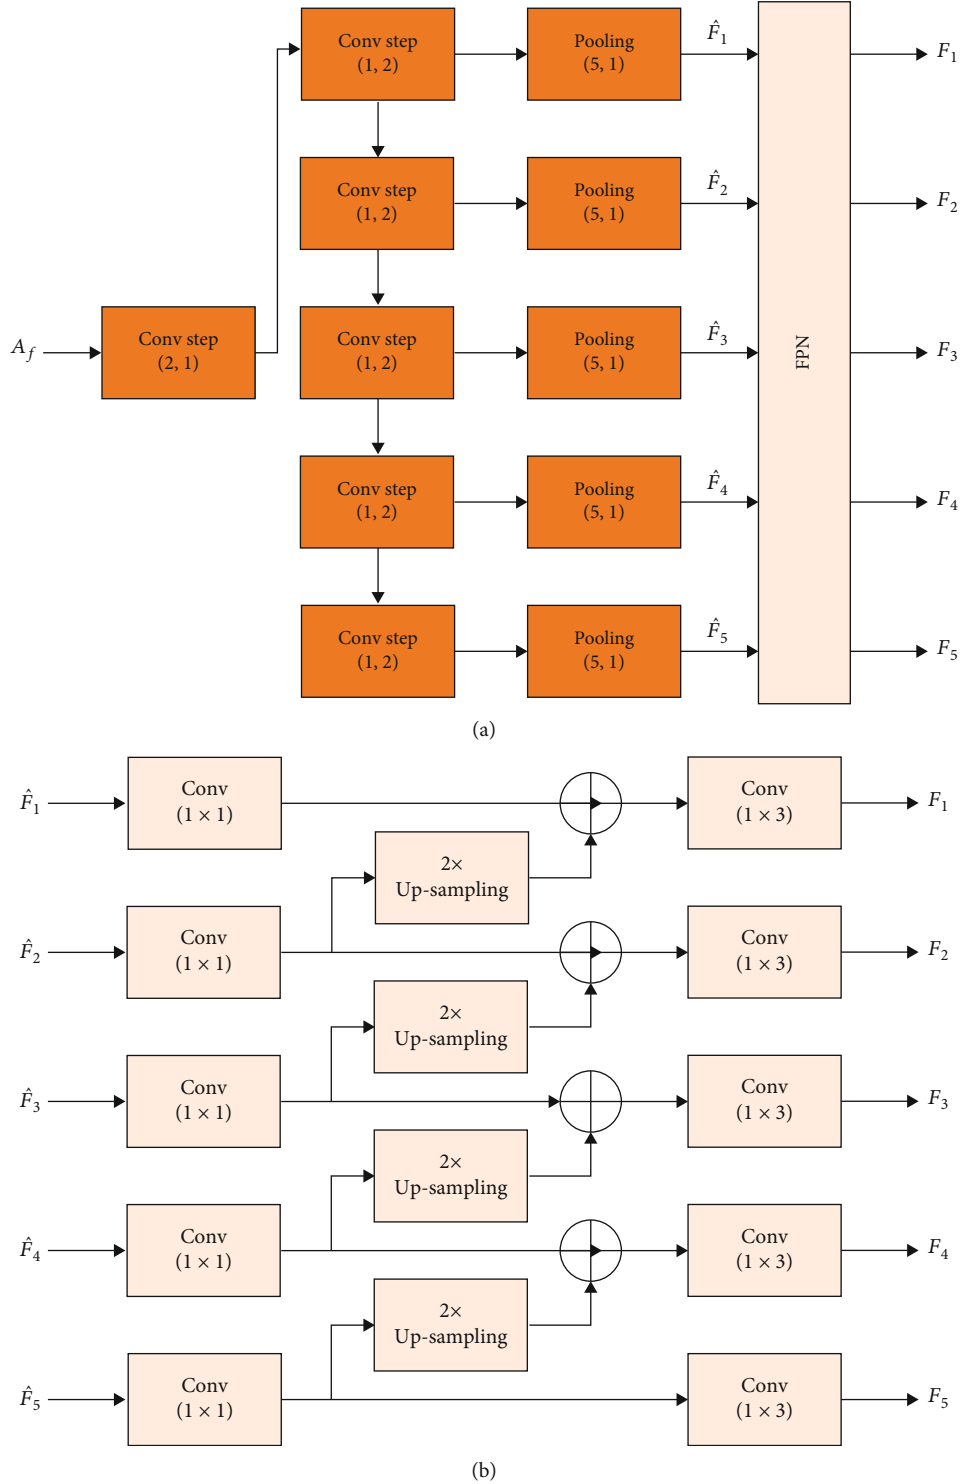 Conv step
(1, 2)
Pooling
(5, 1)
F̂1
F1
Conv step
(1, 2)
Pooling
(5, 1)
F̂2
F2
Af
Conv step
(2, 1)
Conv step
(1, 2)
Pooling
(5, 1)
F̂3
FPN
F3
Conv step
(1, 2)
Pooling
(5, 1)
F̂4
F4
Conv step
(1, 2)
Pooling
(5, 1)
F̂5
F5
(a)
F̂1
Conv
(1 × 1)
Conv
(1 × 3)
F1
2×
Up-sampling
F̂2
Conv
(1 × 1)
Conv
(1 × 3)
F2
2×
Up-sampling
F̂3
Conv
(1 × 1)
Conv
(1 × 3)
F3
2×
Up-sampling
F̂4
Conv
(1 × 1)
Conv
(1 × 3)
F4
2×
Up-sampling
F̂5
Conv
(1 × 1)
Conv
(1 × 3)
F5
(b)